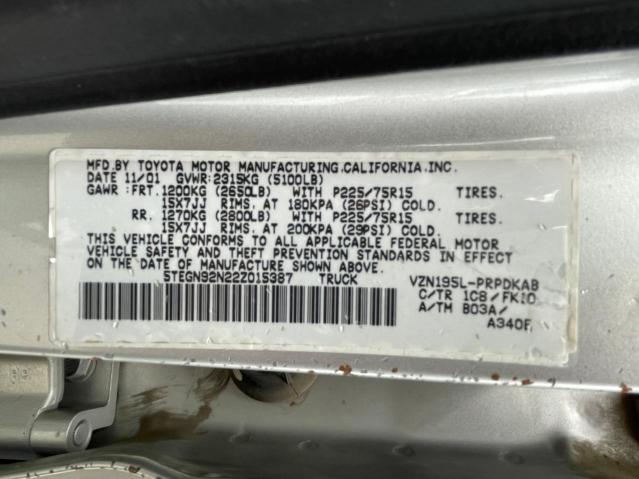 MFD.BY TOYOTA MOTOR MANUFACTURING,CALIFORNIA,INC.
DATE 11/01 GVWR:2315KG (5100LB)
GAWR:FRT. 1200KG (2650LB) WITH P225/75R15 TIRES.
15X7JJ RIMS. AT 180KPA (26PSI) COLD.
RR. 1270KG (2800LB) WITH P225/75R15 TIRES.
15X7JJ RIMS. AT 200KPA (29PSI) COLD.
THIS VEHICLE CONFORMS TO ALL APPLICABLE FEDERAL MOTOR
VEHICLE SAFETY AND THEFT PREVENTION STANDARDS IN EFFECT
ON THE DATE OF MANUFACTURE SHOWN ABOVE.
5TEGN92N22Z015387 TRUCK VZN195L-PRPDKAB
C/TR 1C8/FK10
A/TH B03A/
A340F